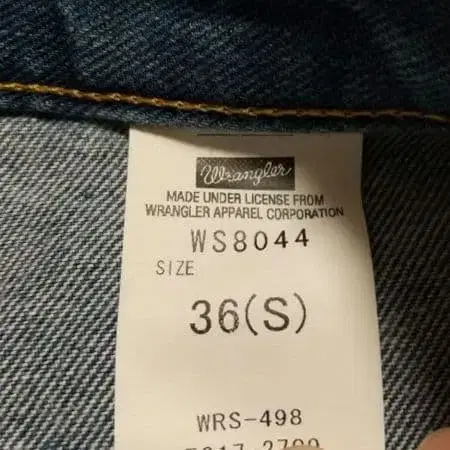 Wrangler
MADE UNDER LICENSE FROM
WRANGLER APPAREL CORPORATION
WS8044
SIZE
36(S)
WRS-498